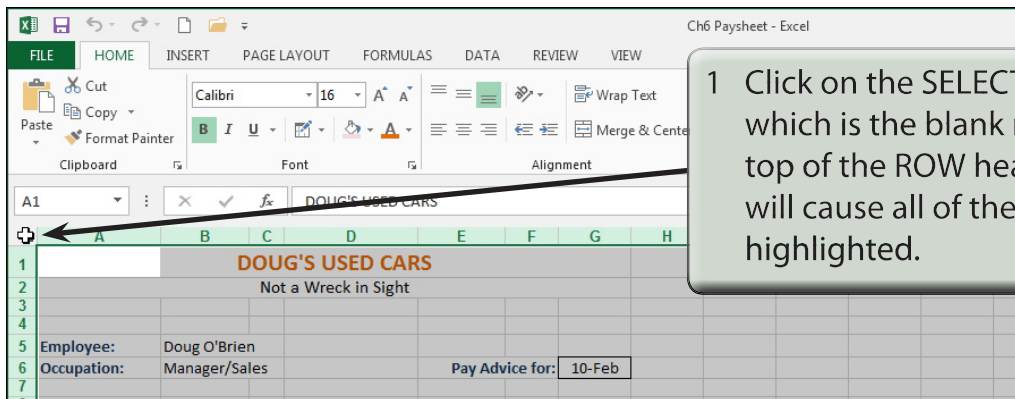 Ch6 Paysheet - Excel
FILE HOME INSERT PAGE LAYOUT FORMULAS DATA REVIEW VIEW
Paste
Cut
Copy
Format Painter
Clipboard
Calibri 16 A A
B I U A
Font
Wrap Text
Merge & Cente
Alignment
1 Click on the SELECT
which is the blank
top of the ROW hea
will cause all of the
highlighted.
A1 fx DOUG'S USED CARS
A B C D E F G H
1 DOUG'S USED CARS
2 Not a Wreck in Sight
3
4
5 Employee: Doug O'Brien
6 Occupation: Manager/Sales Pay Advice for: 10-Feb
7